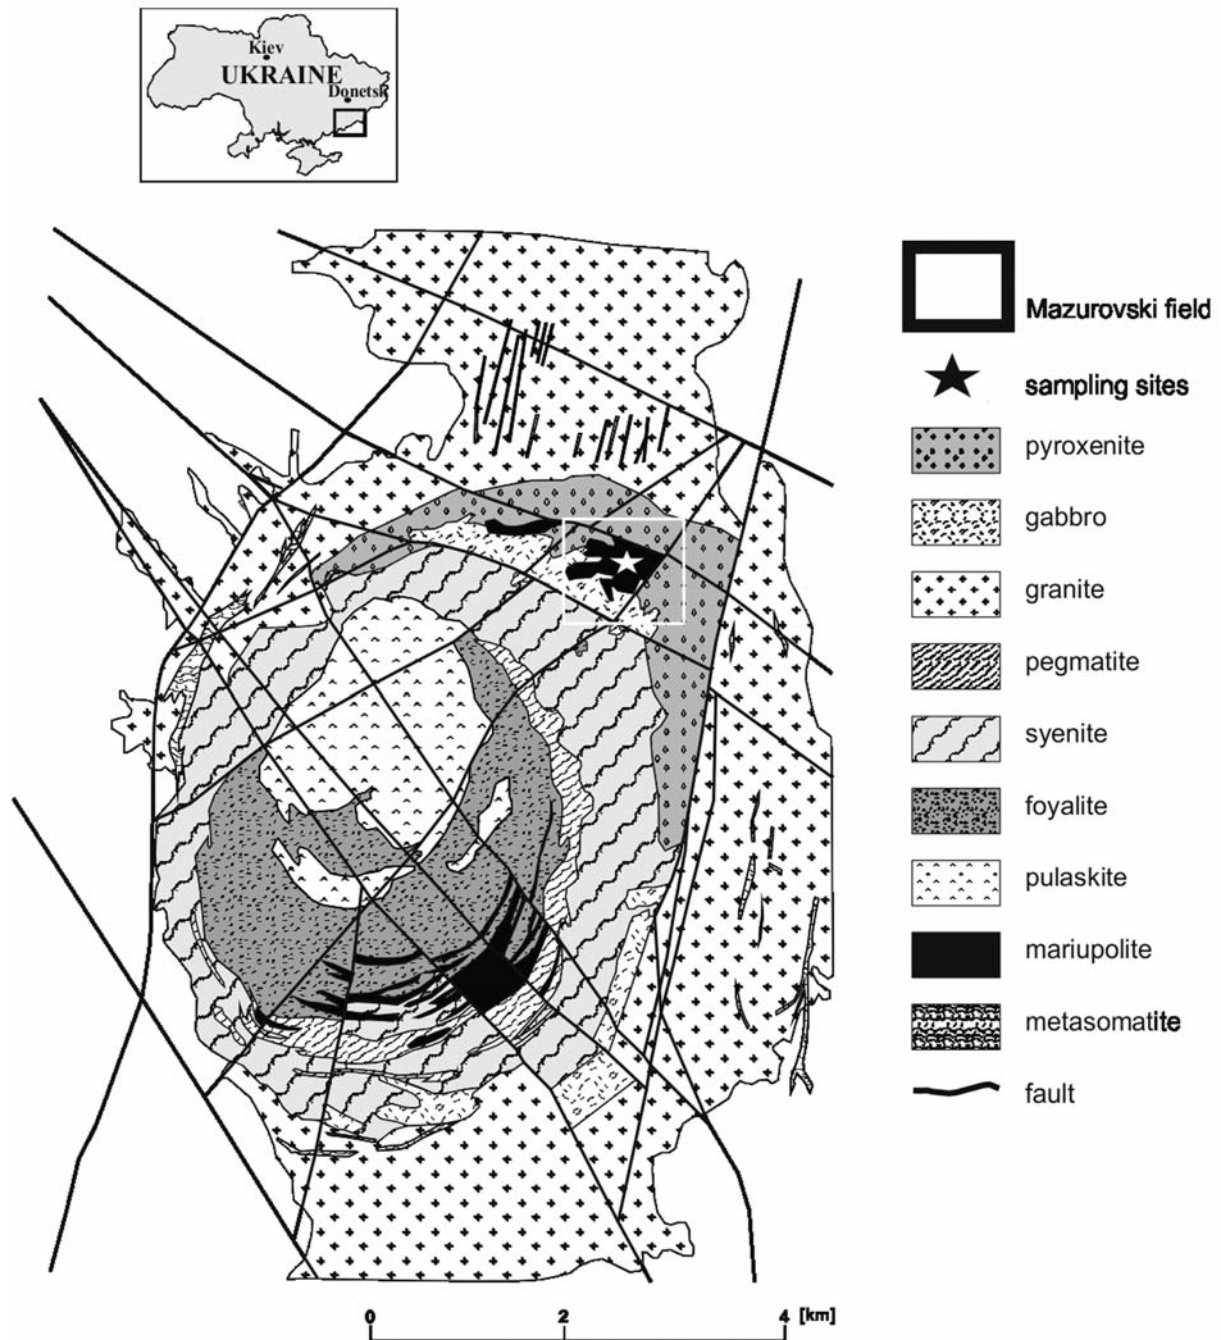 Kiev
UKRAINE
Donetsk
Mazurovski field
sampling sites
pyroxenite
gabbro
granite
pegmatite
syenite
foyalite
pulaskite
mariupolite
metasomatite
fault
0 2 4 [km]